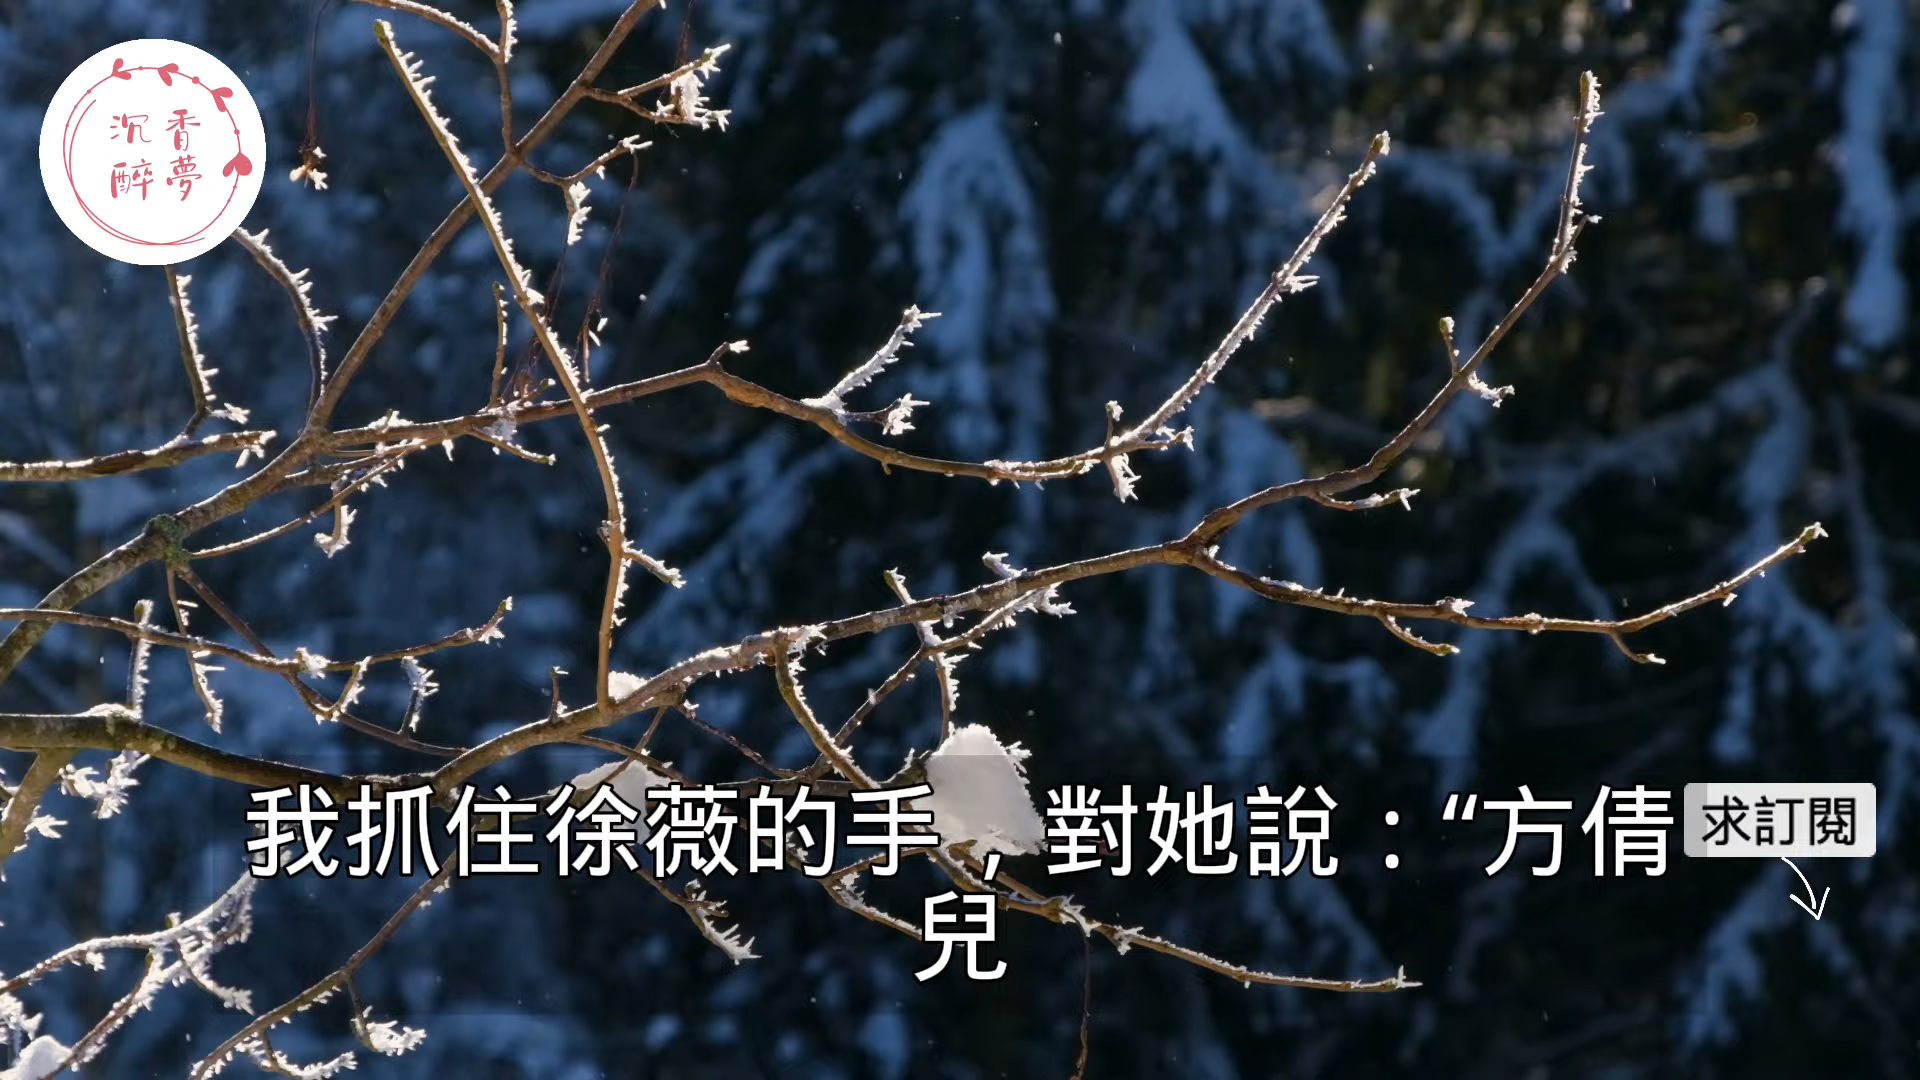 沉香
醉夢
我抓住徐薇的手，對她說：“方倩
兒
求訂閱